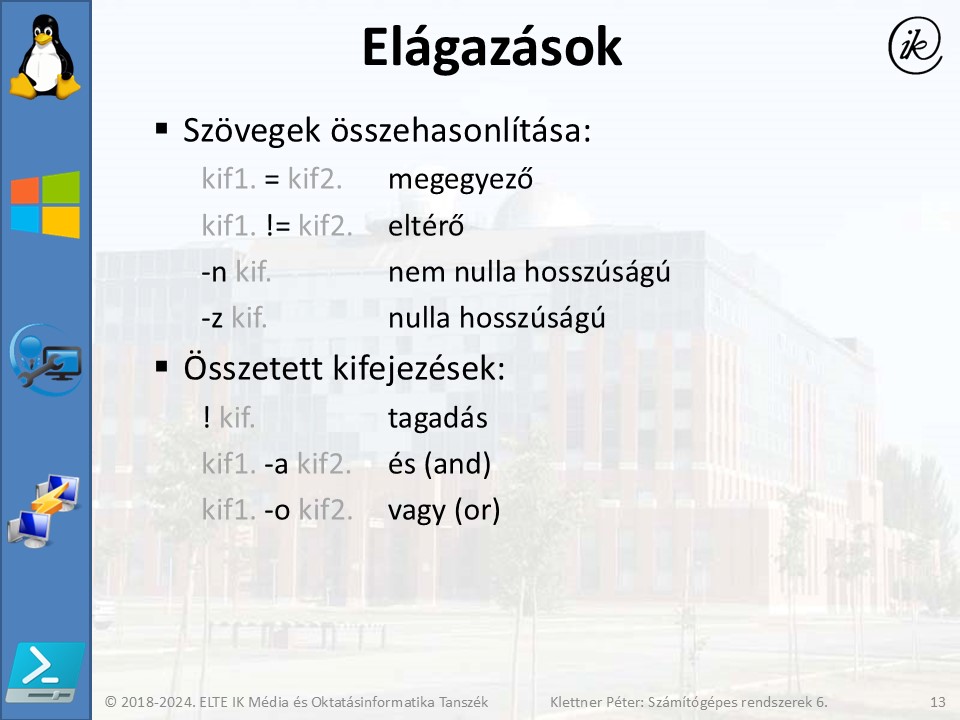 Elágazások
ik
▪ Szövegek összehasonlítása:
kif1. = kif2. megegyező
kif1. != kif2. eltérő
-n kif. nem nulla hosszúságú
-z kif. nulla hosszúságú
▪ Összetett kifejezések:
! kif. tagadás
kif1. -a kif2. és (and)
kif1. -o kif2. vagy (or)
© 2018-2024. ELTE IK Média és Oktatásinformatika Tanszék Klettner Péter: Számítógépes rendszerek 6. 13